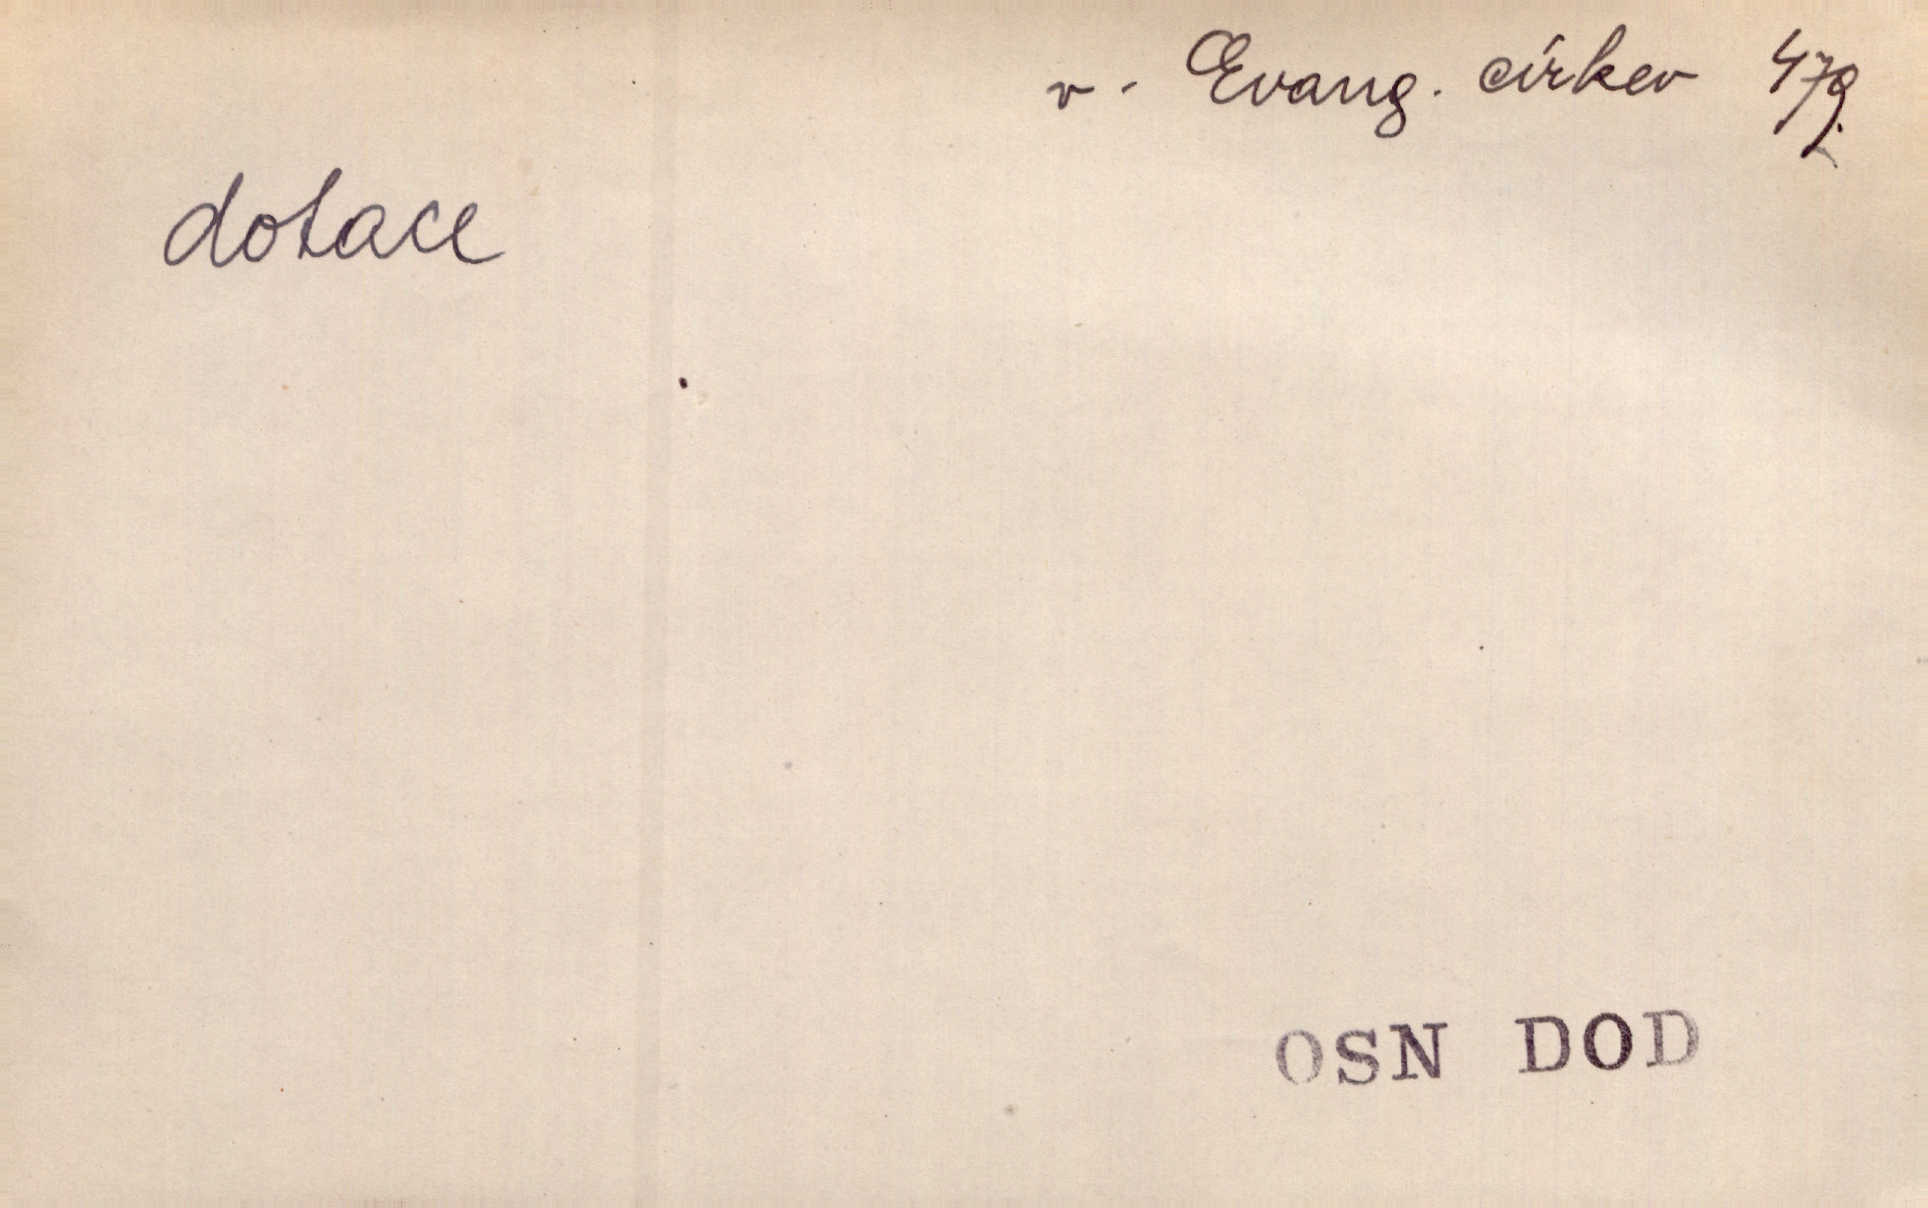 v. Evang. církev 479.
dotace
OSN DOD